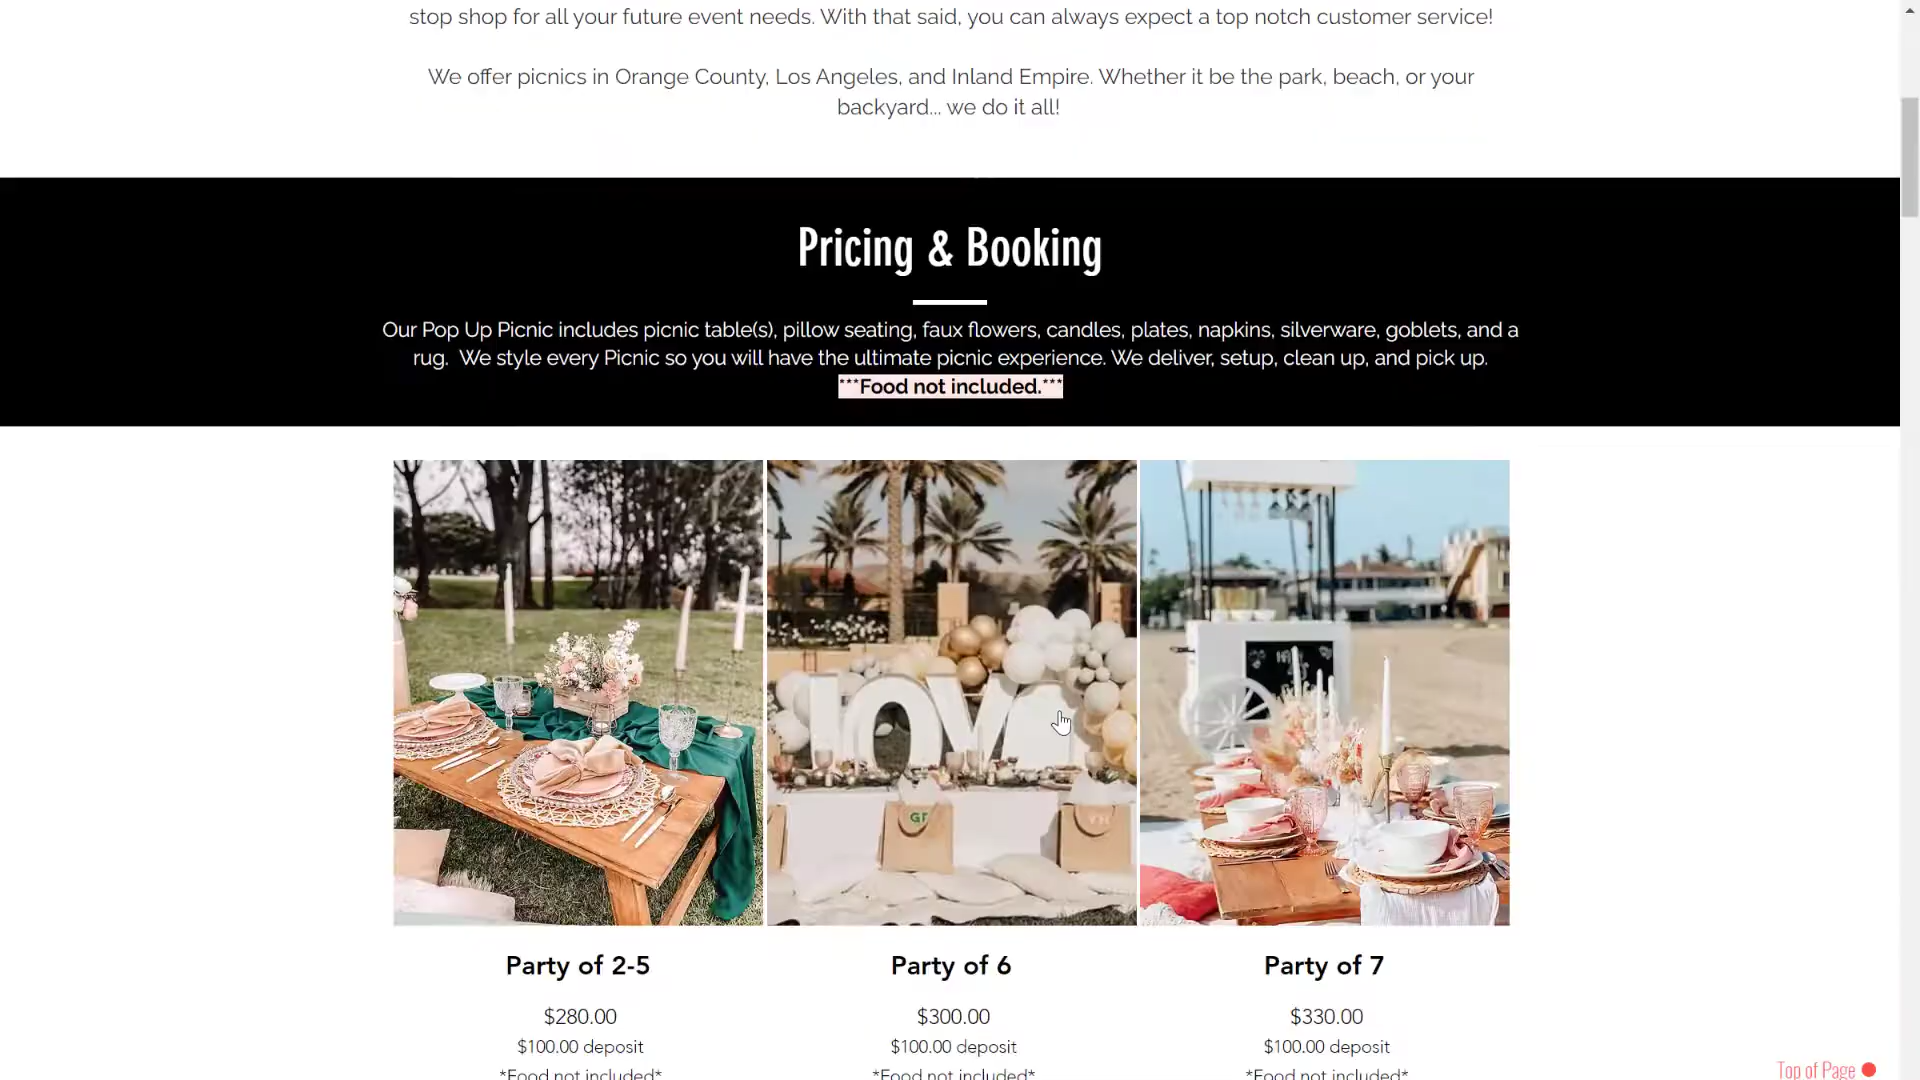 stop shop for all your future event needs. With that said, you can always expect a top notch customer service!
We offer picnics in Orange County, Los Angeles, and Inland Empire. Whether it be the park, beach, or your
backyard... we do it all!
Pricing & Booking
Our Pop Up Picnic includes picnic table(s), pillow seating, faux flowers, candles, plates, napkins, silverware, goblets, and a
rug. We style every Picnic so you will have the ultimate picnic experience. We deliver, setup, clean up, and pick up.
***Food not included.***
LOVE
GF
Party of 2-5
$280.00
$100.00 deposit
*Food not included*
Party of 6
$300.00
$100.00 deposit
*Food not included*
Party of 7
$330.00
$100.00 deposit
*Food not included*
Top of Page